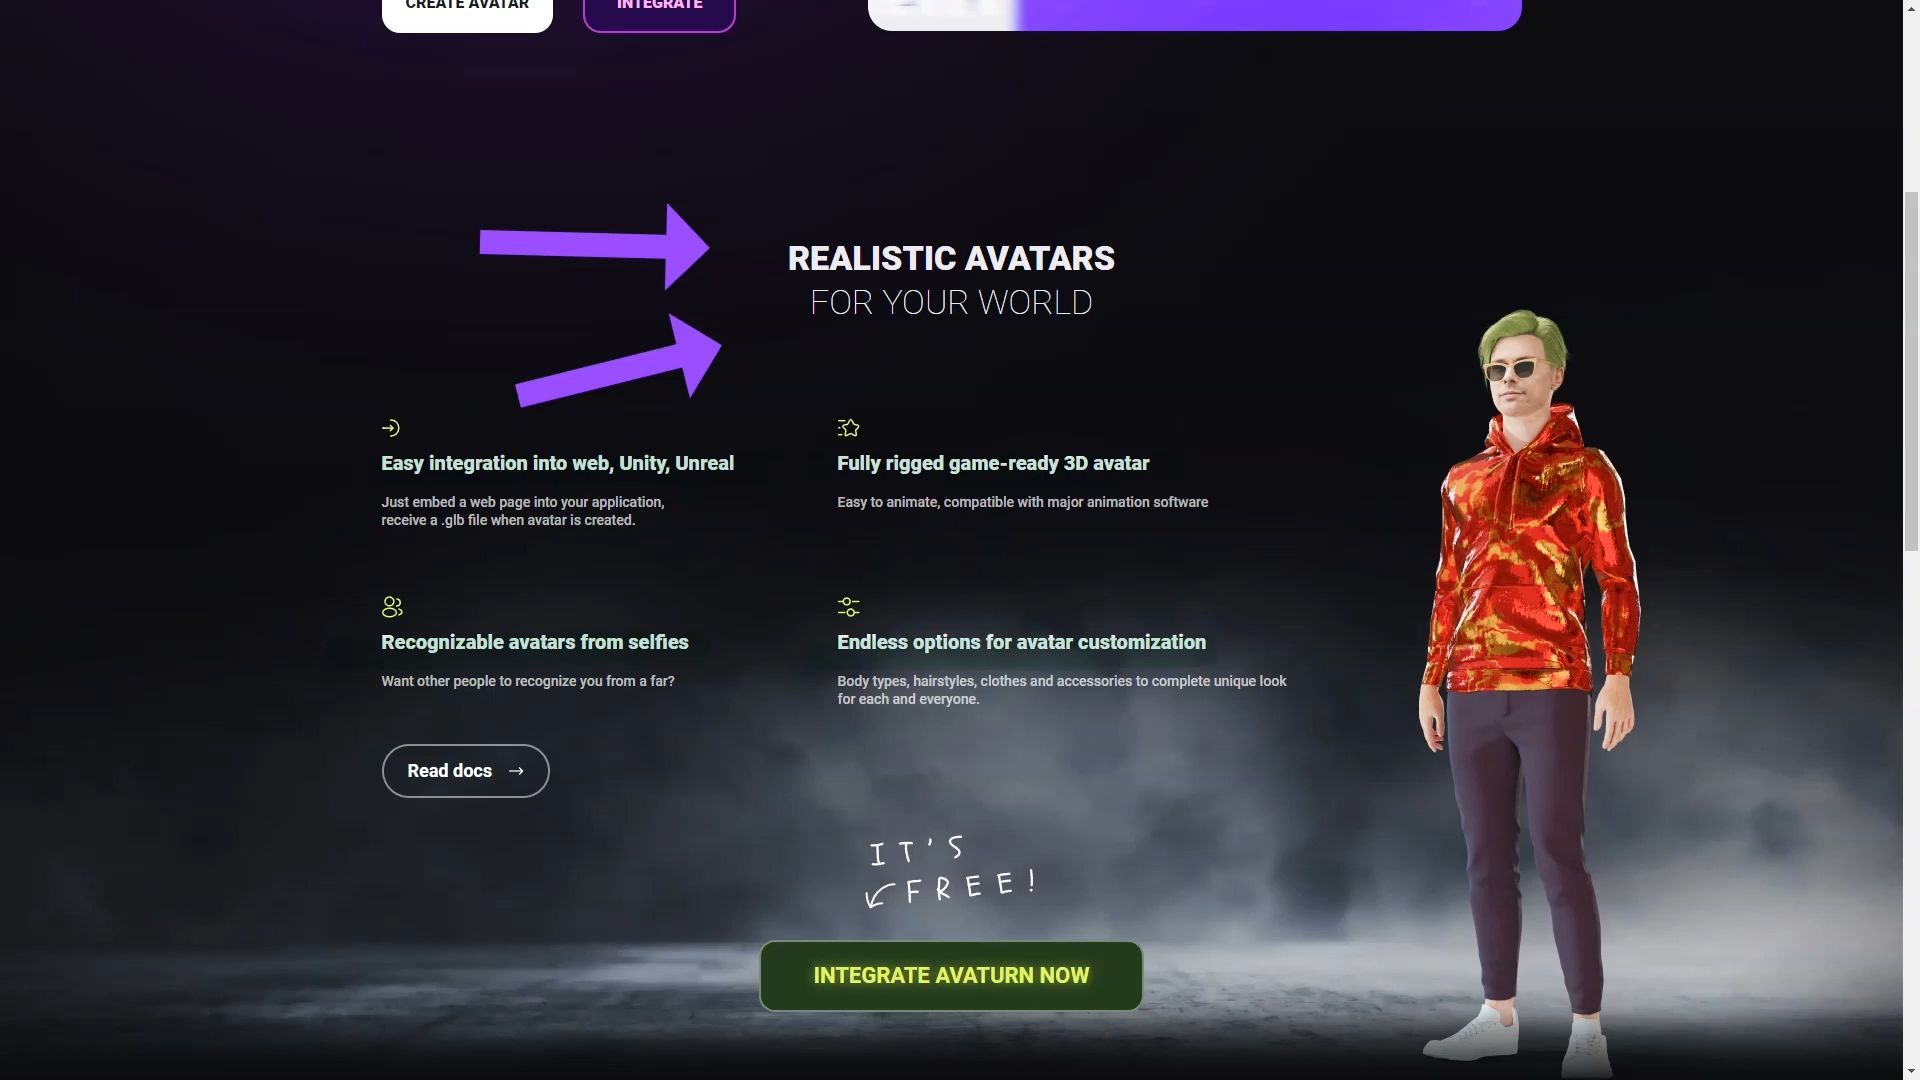 CREATE AVATAR
INTEGRATE
REALISTIC AVATARS
FOR YOUR WORLD
Easy integration into web, Unity, Unreal
Just embed a web page into your application,
receive a .glb file when avatar is created.
Fully rigged game-ready 3D avatar
Easy to animate, compatible with major animation software
Recognizable avatars from selfies
Want other people to recognize you from a far?
Endless options for avatar customization
Body types, hairstyles, clothes and accessories to complete unique look
for each and everyone.
Read docs
IT'S
FREE!
INTEGRATE AVATURN NOW